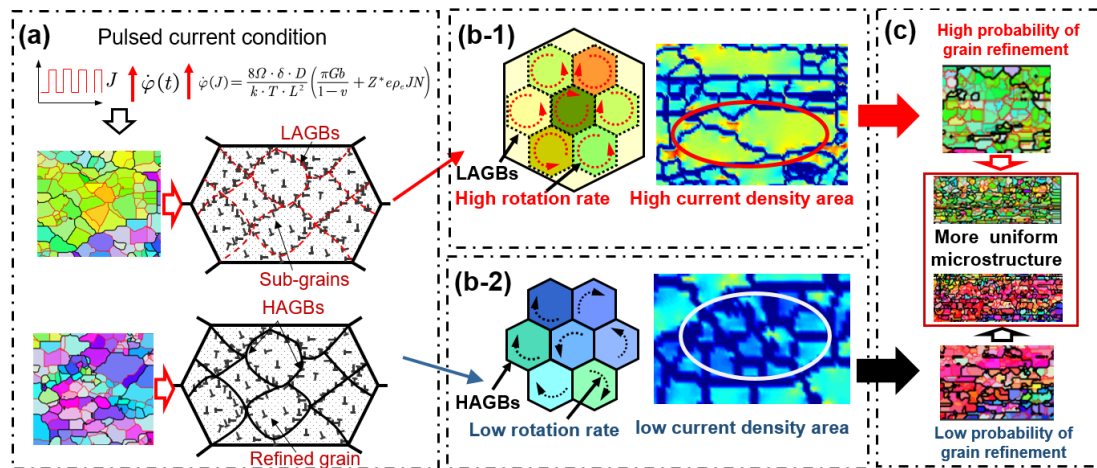 (a)
Pulsed current condition
J φ̇(t) φ̇(J) = 8Ω · δ · D / k · T · L² ( πGb / 1 − v + Z*eρcJN )
LAGBs
Sub-grains
HAGBs
Refined grain
(b-1)
LAGBs
High rotation rate
High current density area
(b-2)
HAGBs
Low rotation rate
low current density area
(c)
High probability of
grain refinement
More uniform
microstructure
Low probability of
grain refinement